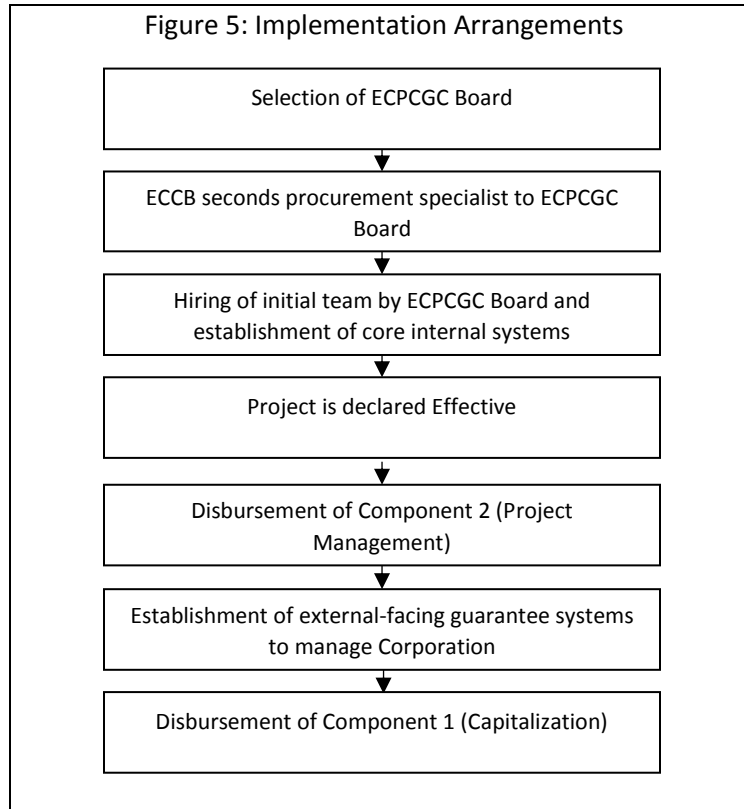 Figure 5: Implementation Arrangements
Selection of ECPCGC Board
ECCB seconds procurement specialist to ECPCGC
Board
Hiring of initial team by ECPCGC Board and
establishment of core internal systems
Project is declared Effective
Disbursement of Component 2 (Project
Management)
Establishment of external-facing guarantee systems
to manage Corporation
Disbursement of Component 1 (Capitalization)